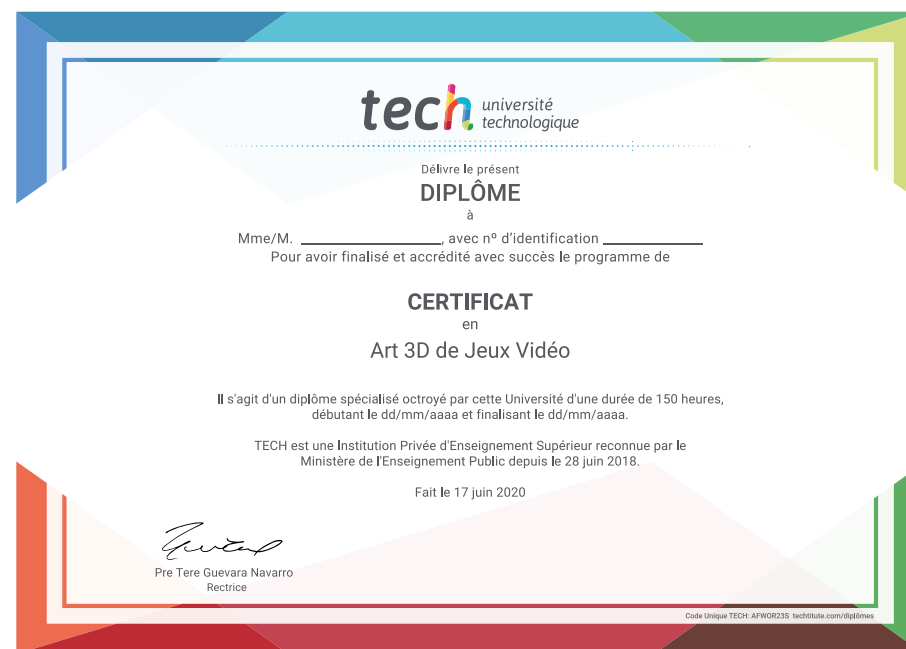 tech université
technologique
Délivre le présent
DIPLÔME
à
Mme/M. ____________________, avec nº d'identification ______________
Pour avoir finalisé et accrédité avec succès le programme de
CERTIFICAT
en
Art 3D de Jeux Vidéo
Il s'agit d'un diplôme spécialisé octroyé par cette Université d'une durée de 150 heures,
débutant le dd/mm/aaaa et finalisant le dd/mm/aaaa.
TECH est une Institution Privée d'Enseignement Supérieur reconnue par le
Ministère de l'Enseignement Public depuis le 28 juin 2018.
Fait le 17 juin 2020
Pre Tere Guevara Navarro
Rectrice
Code Unique TECH: AFWOR23S techtitute.com/diplômes